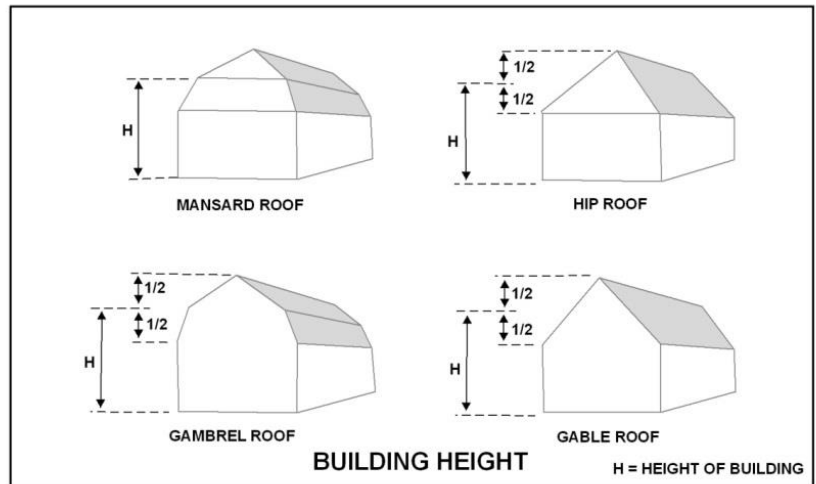 H
MANSARD ROOF
1/2
1/2
H
HIP ROOF
1/2
1/2
H
GAMBREL ROOF
1/2
1/2
H
GABLE ROOF
BUILDING HEIGHT
H = HEIGHT OF BUILDING